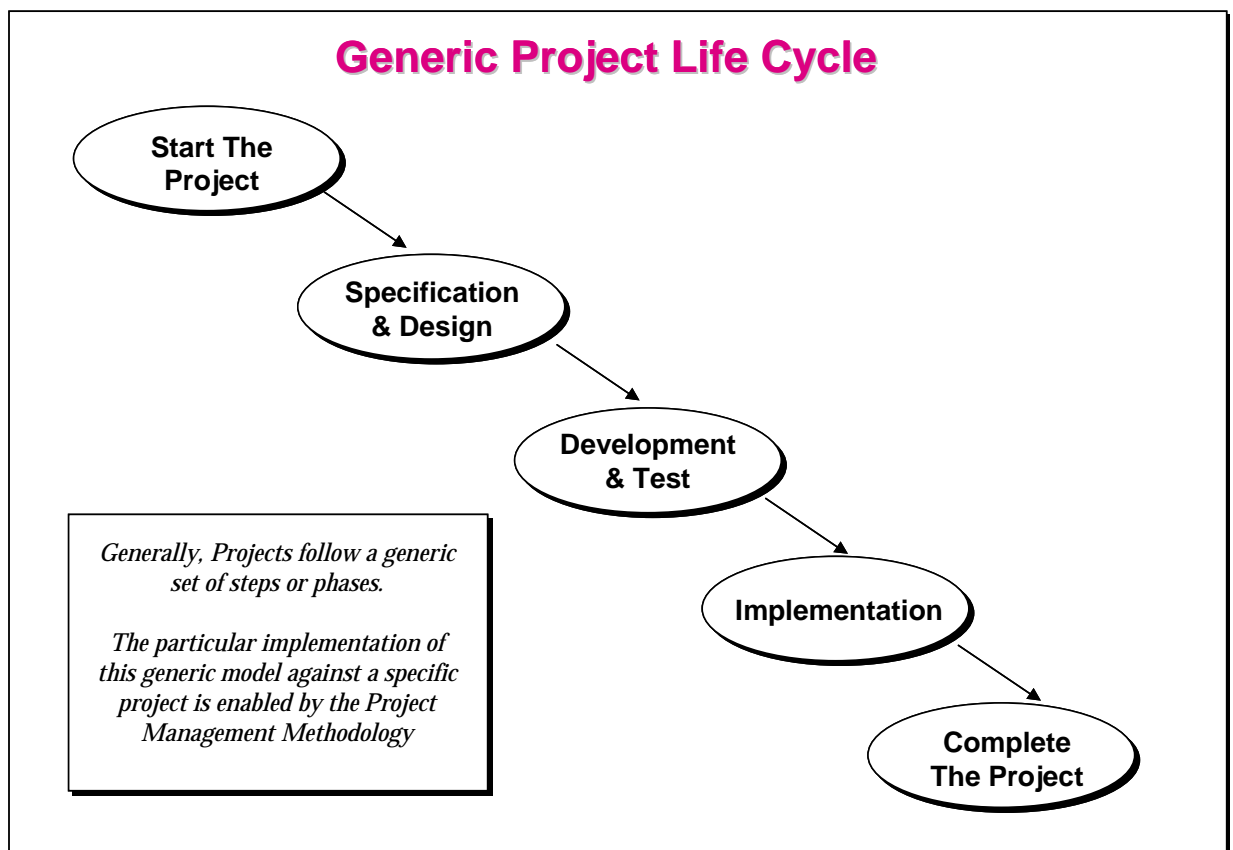 Generic Project Life Cycle
Start The
Project
Specification
& Design
Development
& Test
Implementation
Complete
The Project
Generally, Projects follow a generic
set of steps or phases.
The particular implementation of
this generic model against a specific
project is enabled by the Project
Management Methodology